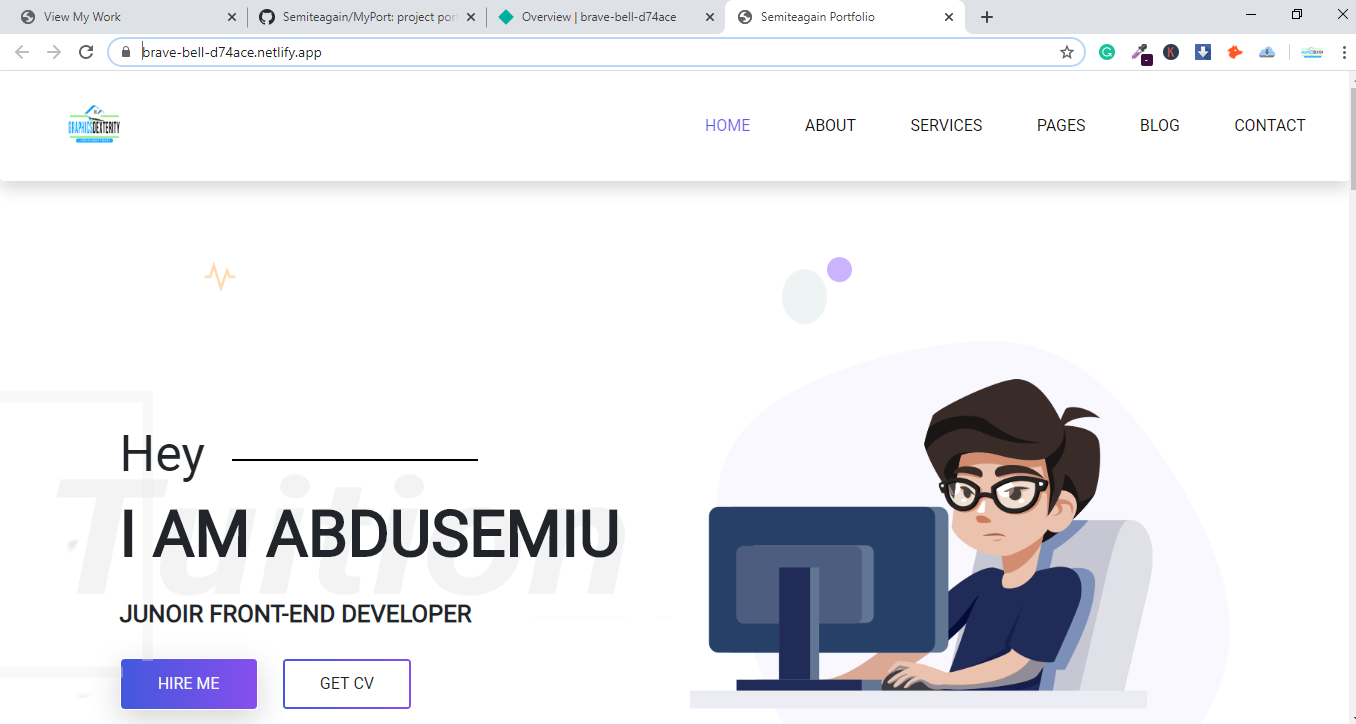 View My Work
Semiteagain/MyPort: project port
Overview | brave-bell-d74ace
Semiteagain Portfolio
brave-bell-d74ace.netlify.app
GRAPHICSDEXTERITY
HOME
ABOUT
SERVICES
PAGES
BLOG
CONTACT
Hey
Tuition
I AM ABDUSEMIU
JUNOIR FRONT-END DEVELOPER
HIRE ME
GET CV